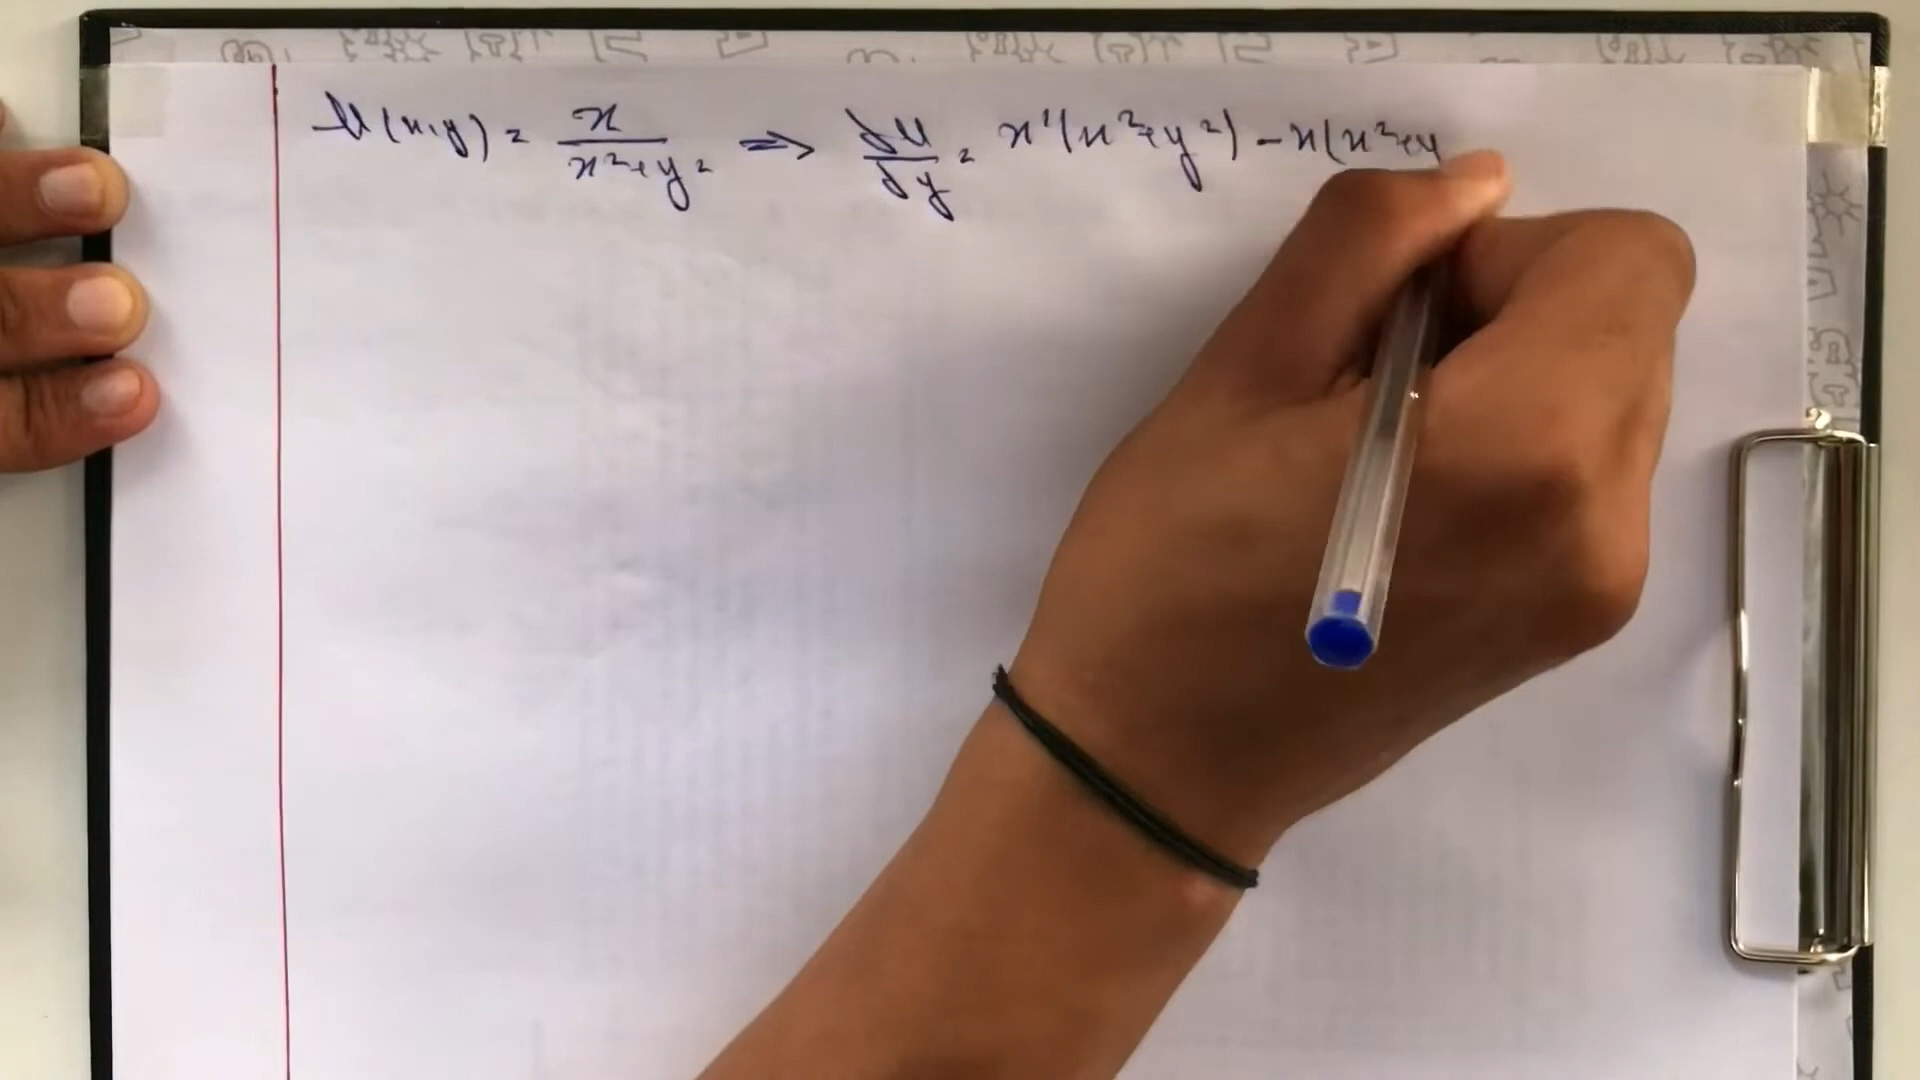 u(x,y) = x/(x²+y²) ⇒ ∂u/∂y = x'(x²+y²) - x(x²+y